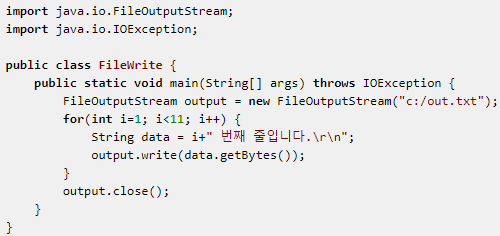 import java.io.FileOutputStream;
import java.io.IOException;

public class FileWrite {
    public static void main(String[] args) throws IOException {
        FileOutputStream output = new FileOutputStream("c:/out.txt");
        for(int i=1; i<11; i++) {
            String data = i+" 번째 줄입니다.\r\n";
            output.write(data.getBytes());
        }
        output.close();
    }
}